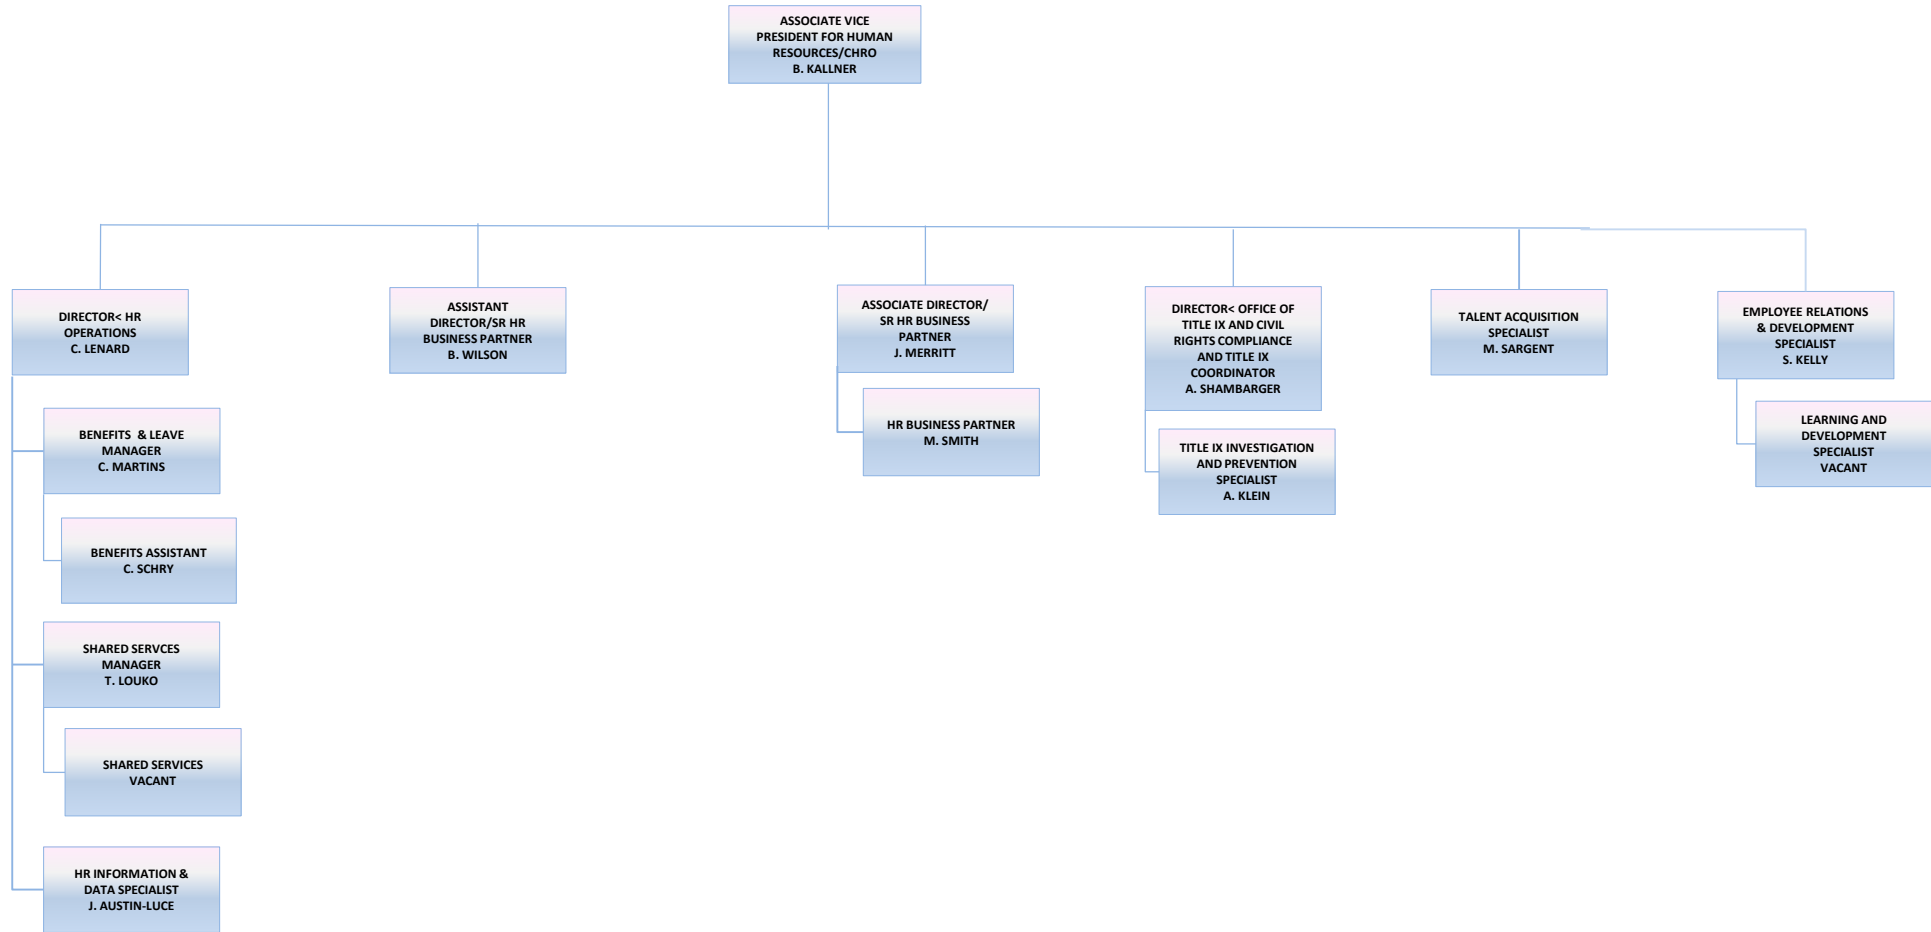 ASSOCIATE VICE
PRESIDENT FOR HUMAN
RESOURCES/CHRO
B. KALLNER
DIRECTOR< HR
OPERATIONS
C. LENARD
ASSISTANT
DIRECTOR/SR HR
BUSINESS PARTNER
B. WILSON
ASSOCIATE DIRECTOR/
SR HR BUSINESS
PARTNER
J. MERRITT
DIRECTOR< OFFICE OF
TITLE IX AND CIVIL
RIGHTS COMPLIANCE
AND TITLE IX
COORDINATOR
A. SHAMBARGER
TALENT ACQUISITION
SPECIALIST
M. SARGENT
EMPLOYEE RELATIONS
& DEVELOPMENT
SPECIALIST
S. KELLY
BENEFITS & LEAVE
MANAGER
C. MARTINS
HR BUSINESS PARTNER
M. SMITH
TITLE IX INVESTIGATION
AND PREVENTION
SPECIALIST
A. KLEIN
LEARNING AND
DEVELOPMENT
SPECIALIST
VACANT
BENEFITS ASSISTANT
C. SCHRY
SHARED SERVCES
MANAGER
T. LOUKO
SHARED SERVICES
VACANT
HR INFORMATION &
DATA SPECIALIST
J. AUSTIN-LUCE